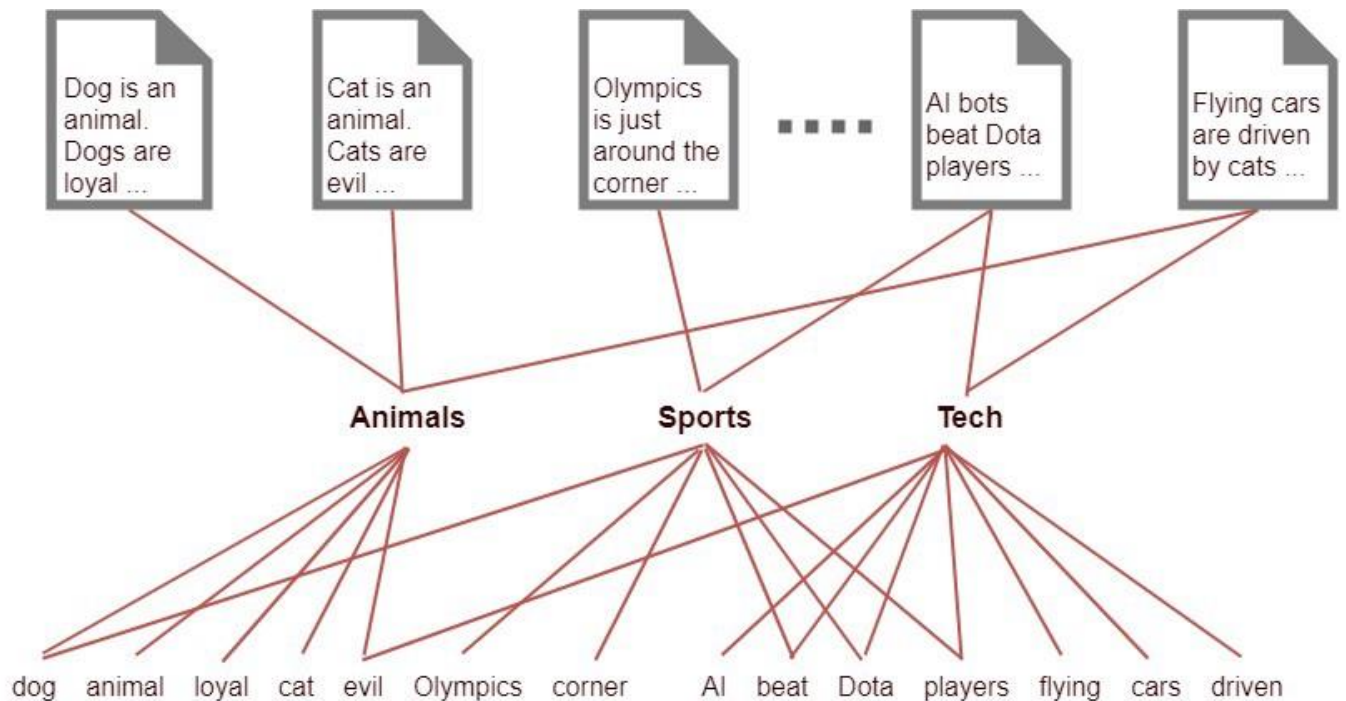 Dog is an
animal.
Dogs are
loyal ...
Cat is an
animal.
Cats are
evil ...
Olympics
is just
around the
corner ...
AI bots
beat Dota
players ...
Flying cars
are driven
by cats ...
Animals Sports Tech
dog animal loyal cat evil Olympics corner AI beat Dota players flying cars driven